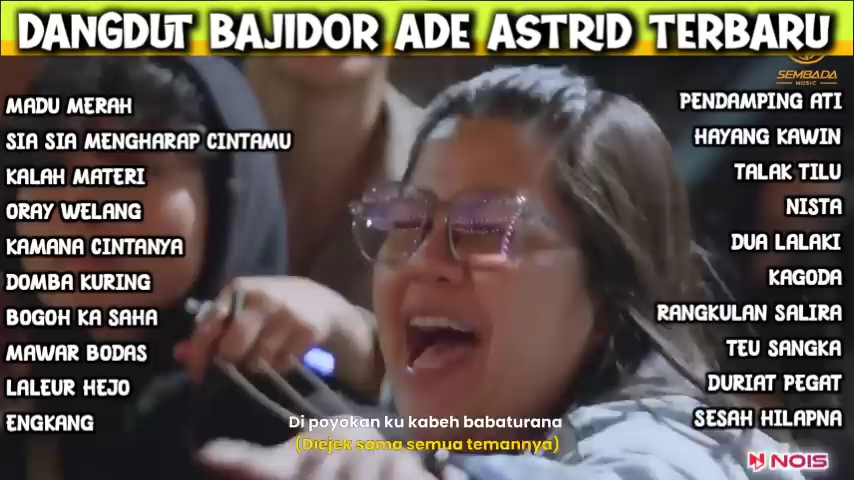 DANGDUT BAJIDOR ADE ASTRID TERBARU
SEMBADA
MUSIC
MADU MERAH
SIA SIA MENGHARAP CINTAMU
KALAH MATERI
ORAY WELANG
KAMANA CINTANYA
DOMBA KURING
BOGOH KA SAHA
MAWAR BODAS
LALEUR HEJO
ENGKANG
PENDAMPING ATI
HAYANG KAWIN
TALAK TILU
NISTA
DUA LALAKI
KAGODA
RANGKULAN SALIRA
TEU SANGKA
DURIAT PEGAT
SESAH HILAPNA
Di poyokan ku kabeh babaturana
(Diejek sama semua temannya)
NOIS